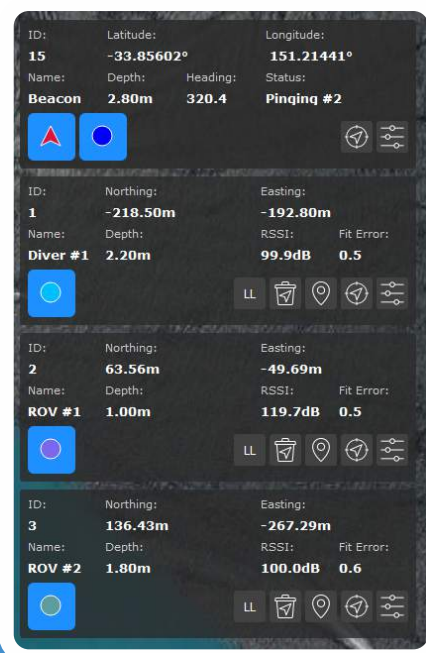 ID: Latitude: Longitude:
15 -33.85602° 151.21441°
Name: Depth: Heading: Status:
Beacon 2.80m 320.4 Pinging #2
ID: Northing: Easting:
1 -218.50m -192.80m
Name: Depth: RSSI: Fit Error:
Diver #1 2.20m 99.9dB 0.5
LL
ID: Northing: Easting:
2 63.56m -49.69m
Name: Depth: RSSI: Fit Error:
ROV #1 1.00m 119.7dB 0.5
LL
ID: Northing: Easting:
3 136.43m -267.29m
Name: Depth: RSSI: Fit Error:
ROV #2 1.80m 100.0dB 0.6
LL